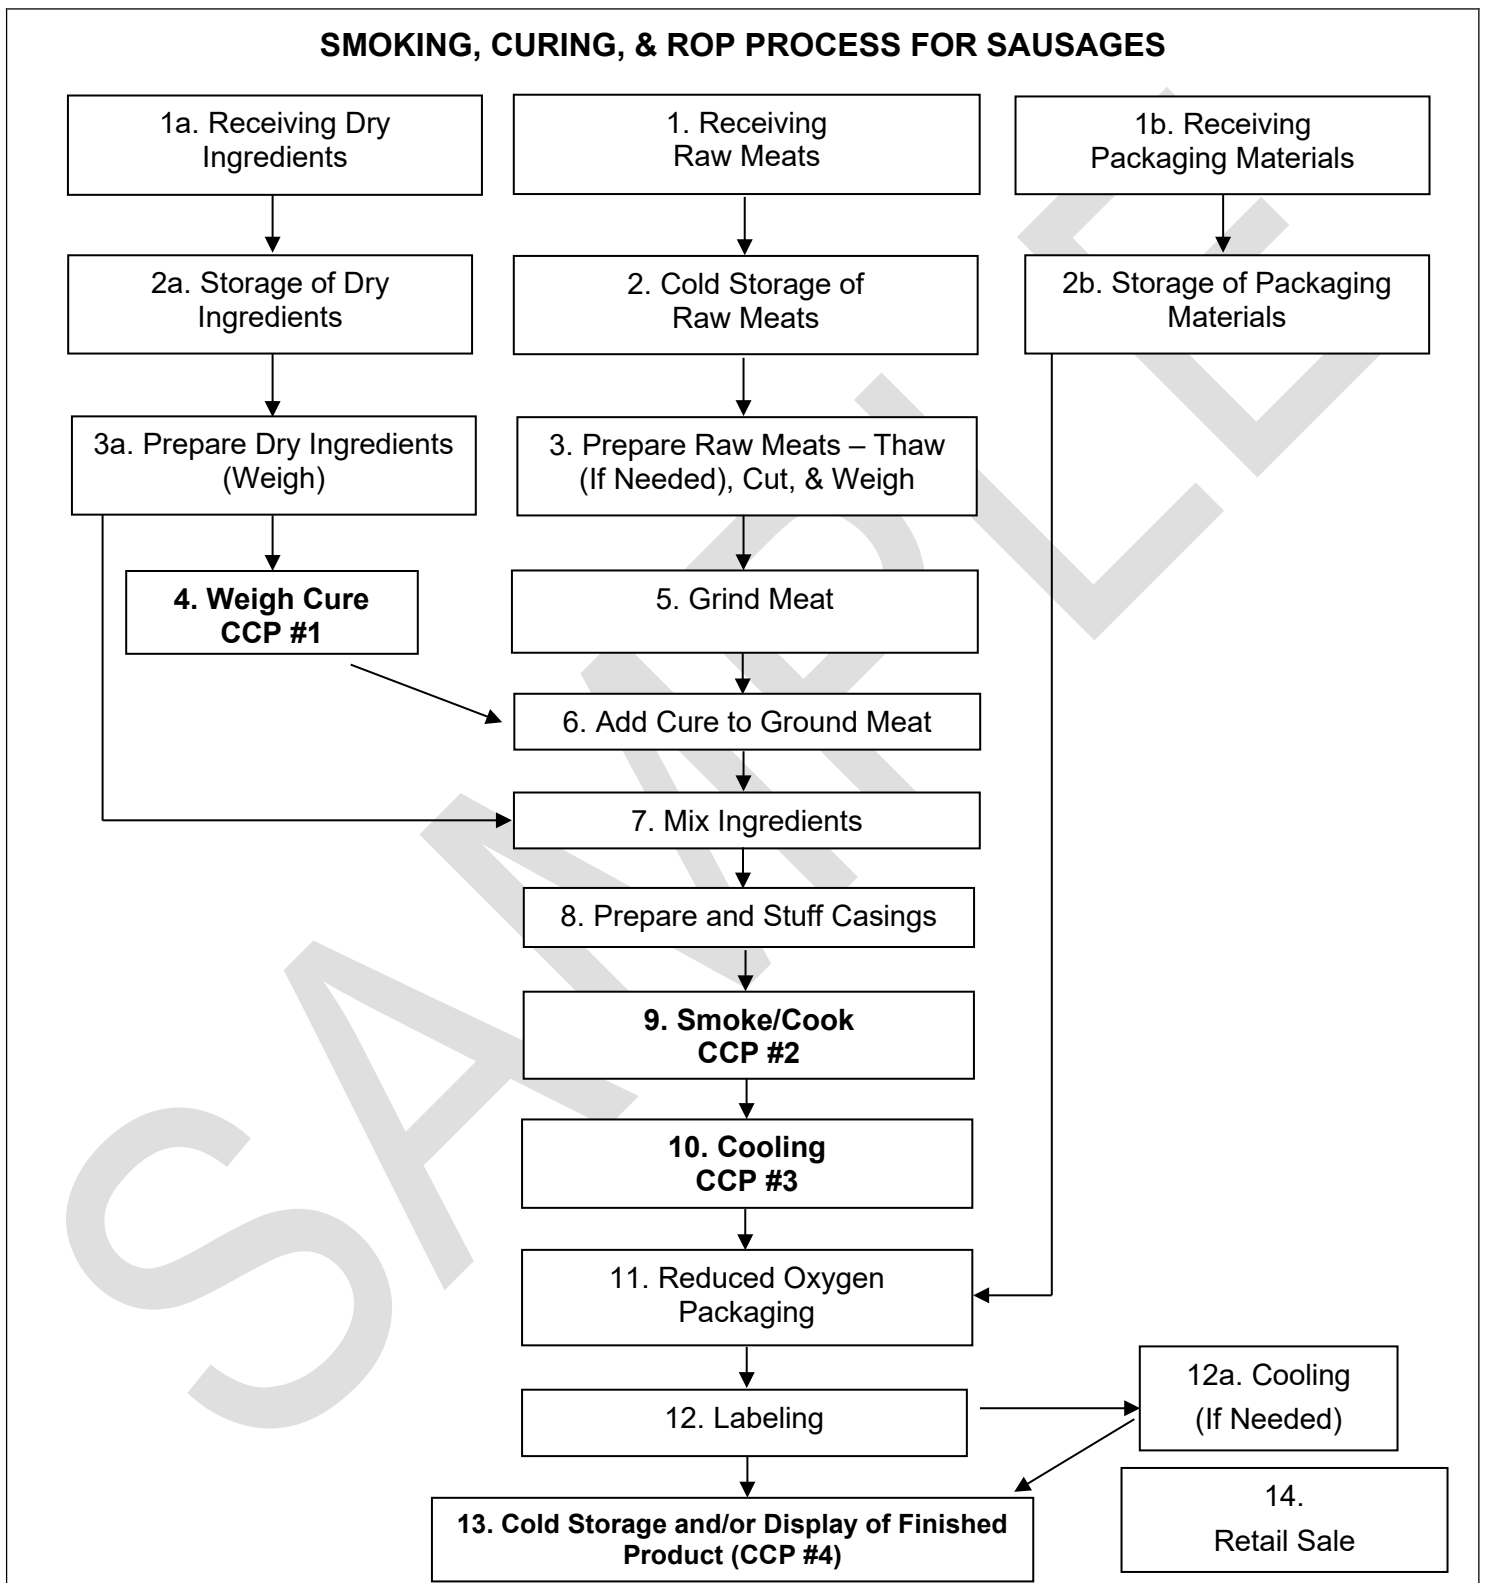 SMOKING, CURING, & ROP PROCESS FOR SAUSAGES
1a. Receiving Dry
Ingredients
1. Receiving
Raw Meats
1b. Receiving
Packaging Materials
2a. Storage of Dry
Ingredients
2. Cold Storage of
Raw Meats
2b. Storage of Packaging
Materials
3a. Prepare Dry Ingredients
(Weigh)
3. Prepare Raw Meats – Thaw
(If Needed), Cut, & Weigh
4. Weigh Cure
CCP #1
5. Grind Meat
6. Add Cure to Ground Meat
7. Mix Ingredients
8. Prepare and Stuff Casings
9. Smoke/Cook
CCP #2
10. Cooling
CCP #3
11. Reduced Oxygen
Packaging
12. Labeling
12a. Cooling
(If Needed)
13. Cold Storage and/or Display of Finished
Product (CCP #4)
14.
Retail Sale
SAMPLE